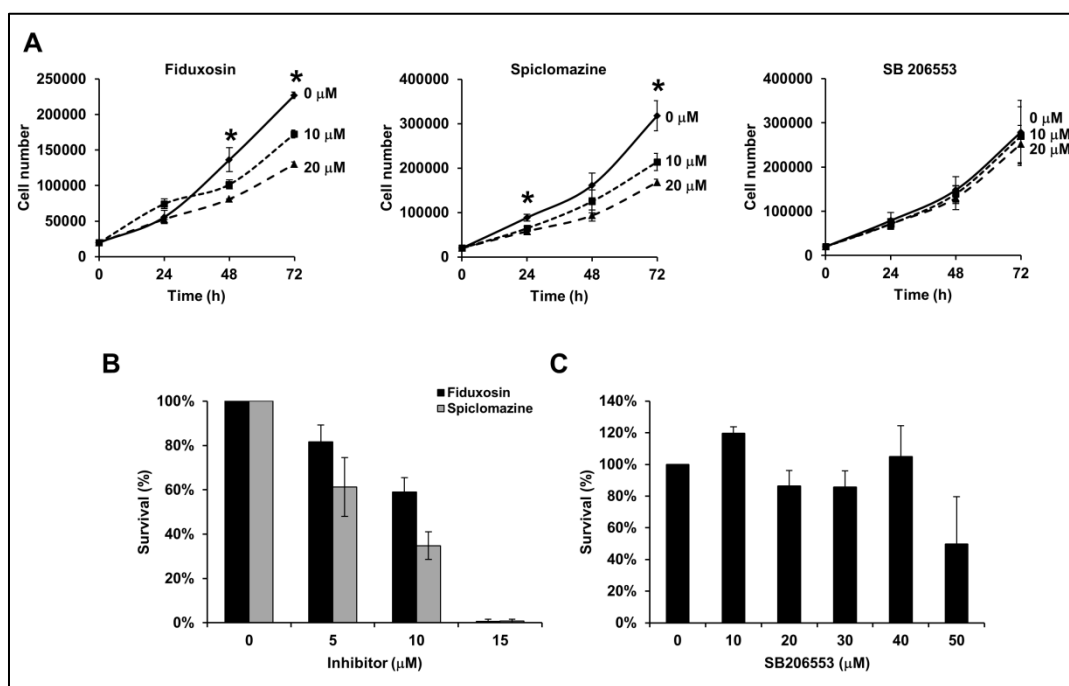 A
Fiduxosin
250000
200000
150000
100000
50000
0
Cell number
0 24 48 72
Time (h)
*
*
0 μM
10 μM
20 μM
Spiclomazine
400000
300000
200000
100000
0
Cell number
0 24 48 72
Time (h)
*
*
0 μM
10 μM
20 μM
SB 206553
400000
300000
200000
100000
0
Cell number
0 24 48 72
Time (h)
0 μM
10 μM
20 μM
B
100%
80%
60%
40%
20%
0%
Survival (%)
Fiduxosin
Spiclomazine
0 5 10 15
Inhibitor (μM)
C
140%
120%
100%
80%
60%
40%
20%
0%
Survival (%)
0 10 20 30 40 50
SB206553 (μM)